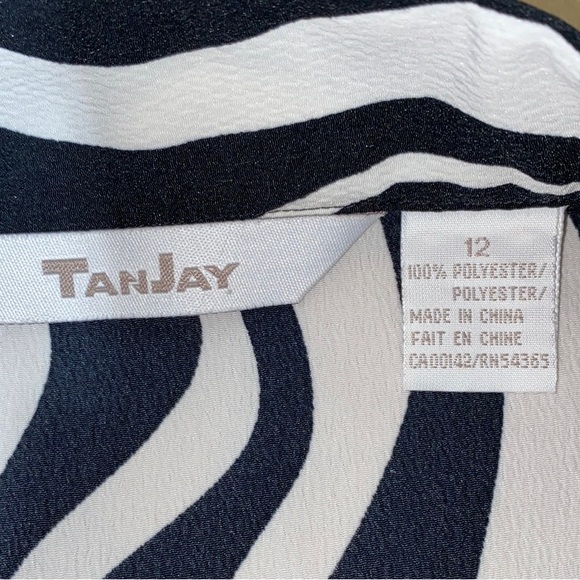 TANJAY
12
100% POLYESTER/
POLYESTER/
MADE IN CHINA
FAIT EN CHINE
CA00142/RN54365